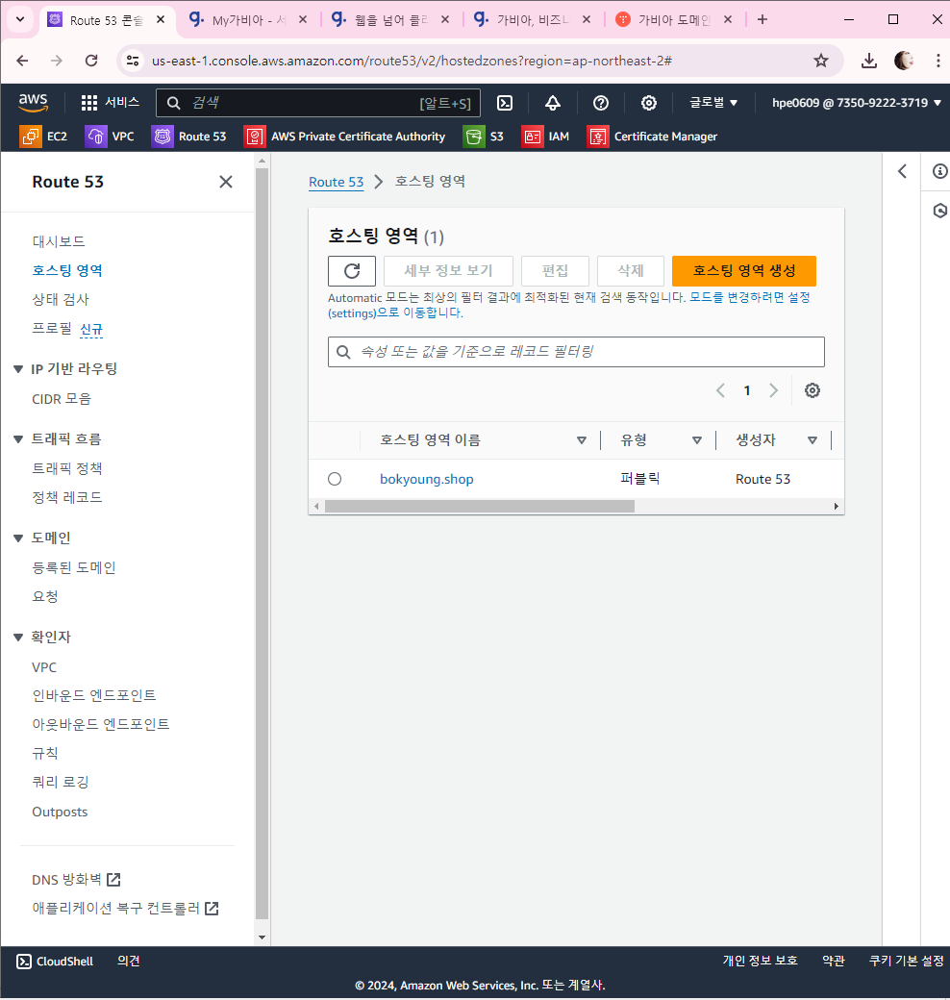 Route 53 콘솔
My가비아 - 서
웹을 넘어 클라
가비아, 비즈니
가비아 도메인
us-east-1.console.aws.amazon.com/route53/v2/hostedzones?region=ap-northeast-2#
aws
서비스
검색
[알트+S]
글로벌
hpe0609 @ 7350-9222-3719
EC2
VPC
Route 53
AWS Private Certificate Authority
S3
IAM
Certificate Manager
Route 53
대시보드
호스팅 영역
상태 검사
프로필 신규
IP 기반 라우팅
CIDR 모음
트래픽 흐름
트래픽 정책
정책 레코드
도메인
등록된 도메인
요청
확인자
VPC
인바운드 엔드포인트
아웃바운드 엔드포인트
규칙
쿼리 로깅
Outposts
DNS 방화벽
애플리케이션 복구 컨트롤러
Route 53
호스팅 영역
호스팅 영역 (1)
세부 정보 보기
편집
삭제
호스팅 영역 생성
Automatic 모드는 최상의 필터 결과에 최적화된 현재 검색 동작입니다. 모드를 변경하려면 설정
(settings)으로 이동합니다.
속성 또는 값을 기준으로 레코드 필터링
1
호스팅 영역 이름
유형
생성자
bokyoung.shop
퍼블릭
Route 53
CloudShell
의견
개인 정보 보호
약관
쿠키 기본 설정
© 2024, Amazon Web Services, Inc. 또는 계열사.